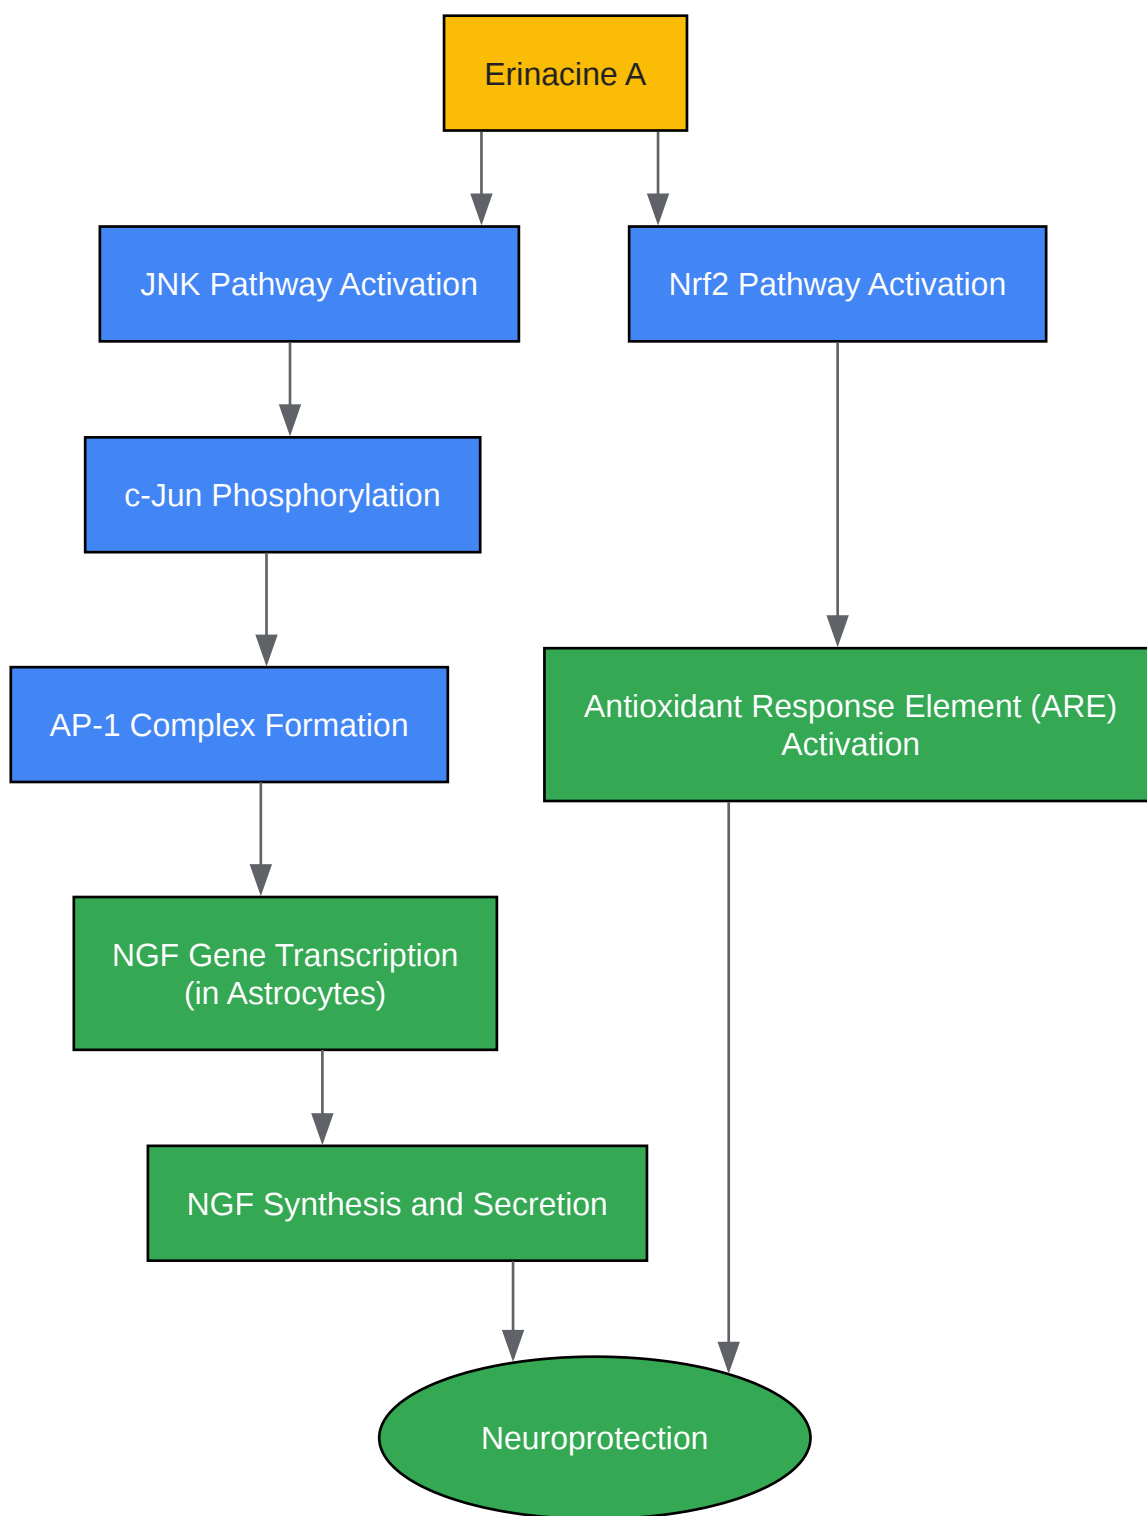 Erinacine A
JNK Pathway Activation
Nrf2 Pathway Activation
c-Jun Phosphorylation
AP-1 Complex Formation
Antioxidant Response Element (ARE)
Activation
NGF Gene Transcription
(in Astrocytes)
NGF Synthesis and Secretion
Neuroprotection